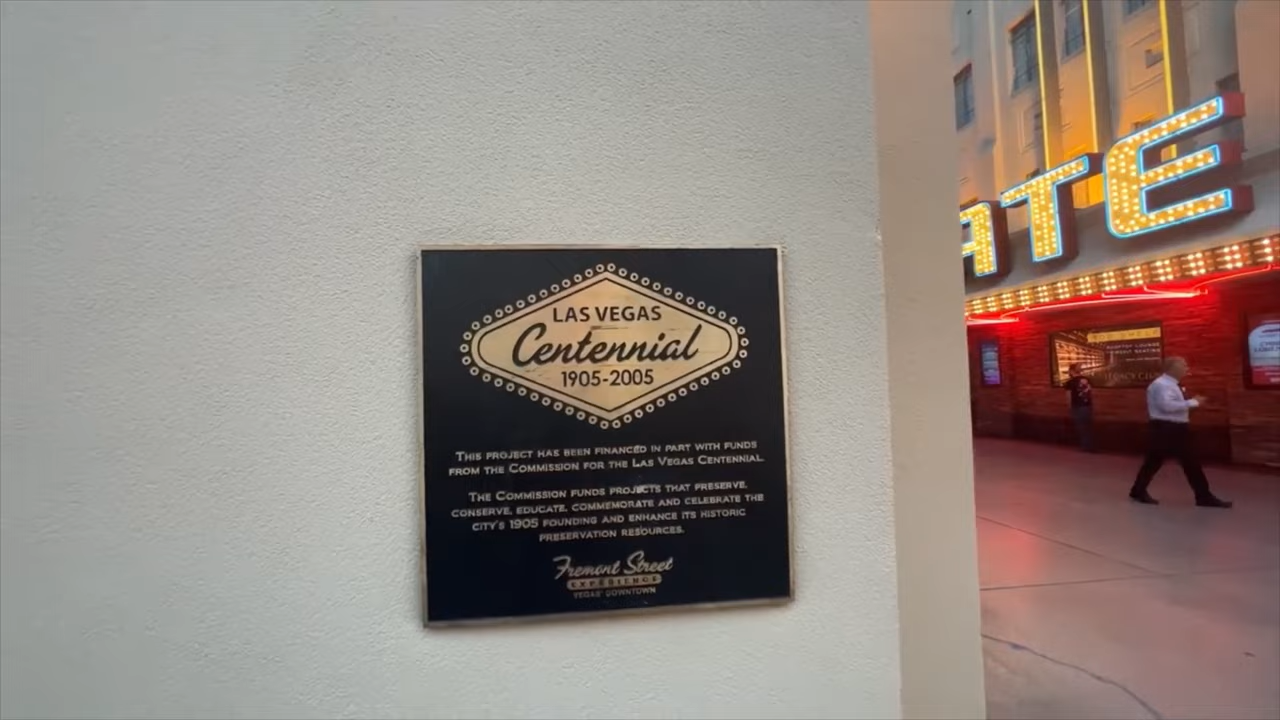 LAS VEGAS
Centennial
1905-2005
THIS PROJECT HAS BEEN FINANCED IN PART WITH FUNDS
FROM THE COMMISSION FOR THE LAS VEGAS CENTENNIAL.
THE COMMISSION FUNDS PROJECTS THAT PRESERVE,
CONSERVE, EDUCATE, COMMEMORATE AND CELEBRATE THE
CITY'S 1905 FOUNDING AND ENHANCE ITS HISTORIC
PRESERVATION RESOURCES.
Fremont Street
EXPERIENCE
VEGAS' DOWNTOWN
ATE